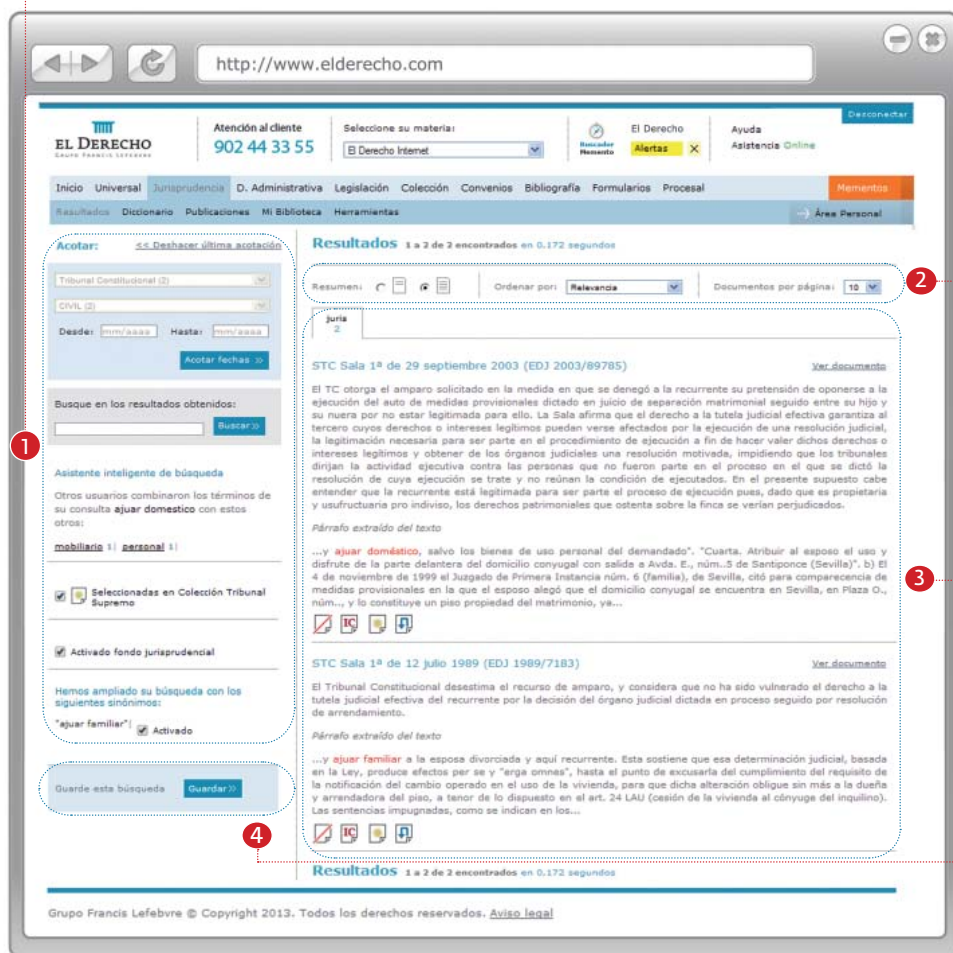 http://www.elderecho.com
Desconectar
EL DERECHO
GRUPO FRANCIS LEFEBVRE
Atención al cliente
902 44 33 55
Seleccione su materia:
El Derecho Internet
Buscador
Memento
El Derecho
Alertas X
Ayuda
Asistencia Online
Inicio Universal Jurisprudencia D. Administrativa Legislación Colección Convenios Bibliografía Formularios Procesal Mementos
Resultados Diccionario Publicaciones Mi Biblioteca Herramientas Área Personal
Acotar: << Deshacer última acotación
Tribunal Constitucional (2)
CIVIL (2)
Desde: mm/aaaa Hasta: mm/aaaa
Acotar fechas »
Busque en los resultados obtenidos:
Buscar »
1
Asistente inteligente de búsqueda
Otros usuarios combinaron los términos de
su consulta ajuar domestico con estos
otros:
mobiliario 1| personal 1|
Seleccionadas en Colección Tribunal
Supremo
Activado fondo jurisprudencial
Hemos ampliado su búsqueda con los
siguientes sinónimos:
"ajuar familiar"| Activado
Guarde esta búsqueda Guardar »
4
Resultados 1 a 2 de 2 encontrados en 0.172 segundos
Resumen: Ordenar por: Relevancia Documentos por página: 10
2
juris
2
STC Sala 1ª de 29 septiembre 2003 (EDJ 2003/89785) Ver documento
El TC otorga el amparo solicitado en la medida en que se denegó a la recurrente su pretensión de oponerse a la
ejecución del auto de medidas provisionales dictado en juicio de separación matrimonial seguido entre su hijo y
su nuera por no estar legitimada para ello. La Sala afirma que el derecho a la tutela judicial efectiva garantiza al
tercero cuyos derechos o intereses legítimos puedan verse afectados por la ejecución de una resolución judicial,
la legitimación necesaria para ser parte en el procedimiento de ejecución a fin de hacer valer dichos derechos o
intereses legítimos y obtener de los órganos judiciales una resolución motivada, impidiendo que los tribunales
dirijan la actividad ejecutiva contra las personas que no fueron parte en el proceso en el que se dictó la
resolución de cuya ejecución se trate y no reúnan la condición de ejecutados. En el presente supuesto cabe
entender que la recurrente está legitimada para ser parte el proceso de ejecución pues, dado que es propietaria
y usufructuaria pro indiviso, los derechos patrimoniales que ostenta sobre la finca se verían perjudicados.
Párrafo extraído del texto
...y ajuar doméstico, salvo los bienes de uso personal del demandado". "Cuarta. Atribuir al esposo el uso y
disfrute de la parte delantera del domicilio conyugal con salida a Avda. E., núm..5 de Santiponce (Sevilla)". b) El
4 de noviembre de 1999 el Juzgado de Primera Instancia núm. 6 (familia), de Sevilla, citó para comparecencia de
medidas provisionales en la que el esposo alegó que el domicilio conyugal se encuentra en Sevilla, en Plaza O.,
núm.., y lo constituye un piso propiedad del matrimonio, ya...
3
IC
STC Sala 1ª de 12 julio 1989 (EDJ 1989/7183) Ver documento
El Tribunal Constitucional desestima el recurso de amparo, y considera que no ha sido vulnerado el derecho a la
tutela judicial efectiva del recurrente por la decisión del órgano judicial dictada en proceso seguido por resolución
de arrendamiento.
Párrafo extraído del texto
...y ajuar familiar a la esposa divorciada y aquí recurrente. Esta sostiene que esa determinación judicial, basada
en la Ley, produce efectos per se y "erga omnes", hasta el punto de excusarla del cumplimiento del requisito de
la notificación del cambio operado en el uso de la vivienda, para que dicha alteración obligue sin más a la dueña
y arrendadora del piso, a tenor de lo dispuesto en el art. 24 LAU (cesión de la vivienda al cónyuge del inquilino).
Las sentencias impugnadas, como se indican en los...
IC
Resultados 1 a 2 de 2 encontrados en 0.172 segundos
Grupo Francis Lefebvre © Copyright 2013. Todos los derechos reservados. Aviso legal